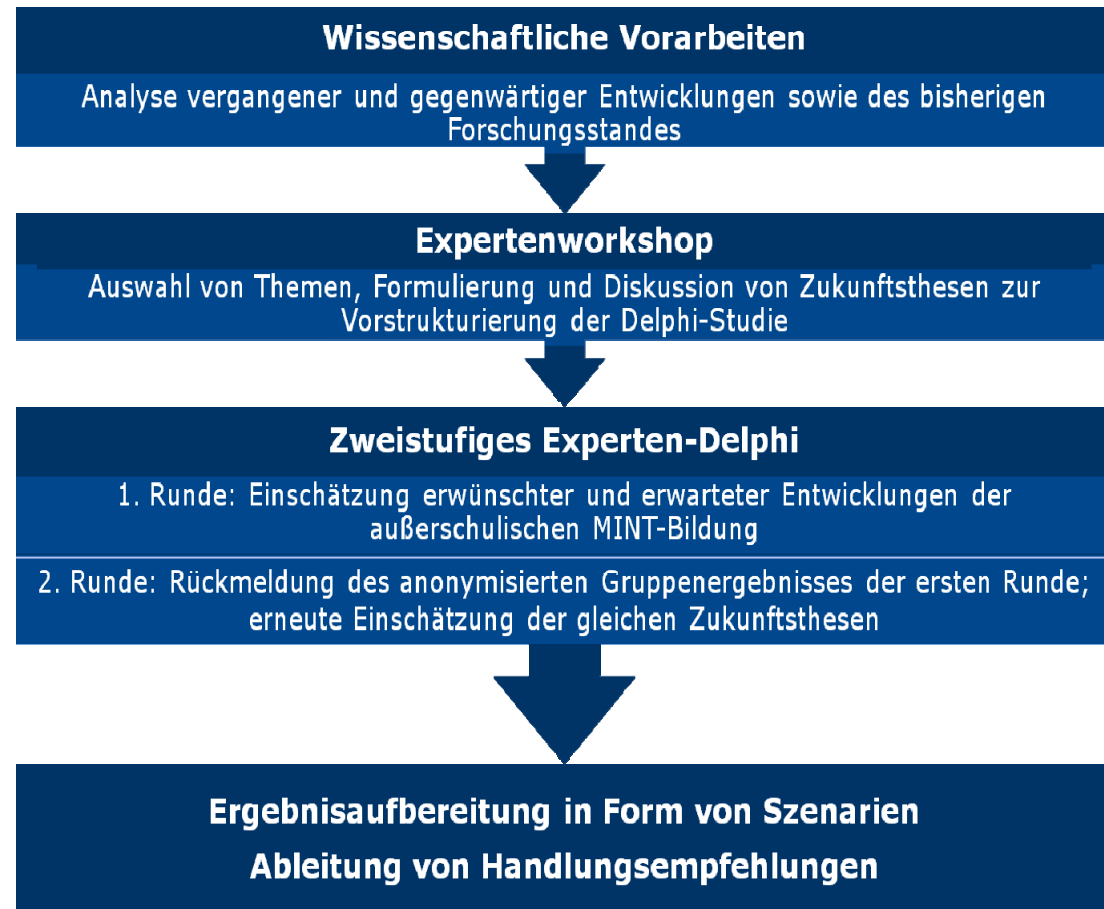 Wissenschaftliche Vorarbeiten
Analyse vergangener und gegenwärtiger Entwicklungen sowie des bisherigen
Forschungsstandes
Expertenworkshop
Auswahl von Themen, Formulierung und Diskussion von Zukunftsthesen zur
Vorstrukturierung der Delphi-Studie
Zweistufiges Experten-Delphi
1. Runde: Einschätzung erwünschter und erwarteter Entwicklungen der
außerschulischen MINT-Bildung
2. Runde: Rückmeldung des anonymisierten Gruppenergebnisses der ersten Runde;
erneute Einschätzung der gleichen Zukunftsthesen
Ergebnisaufbereitung in Form von Szenarien
Ableitung von Handlungsempfehlungen